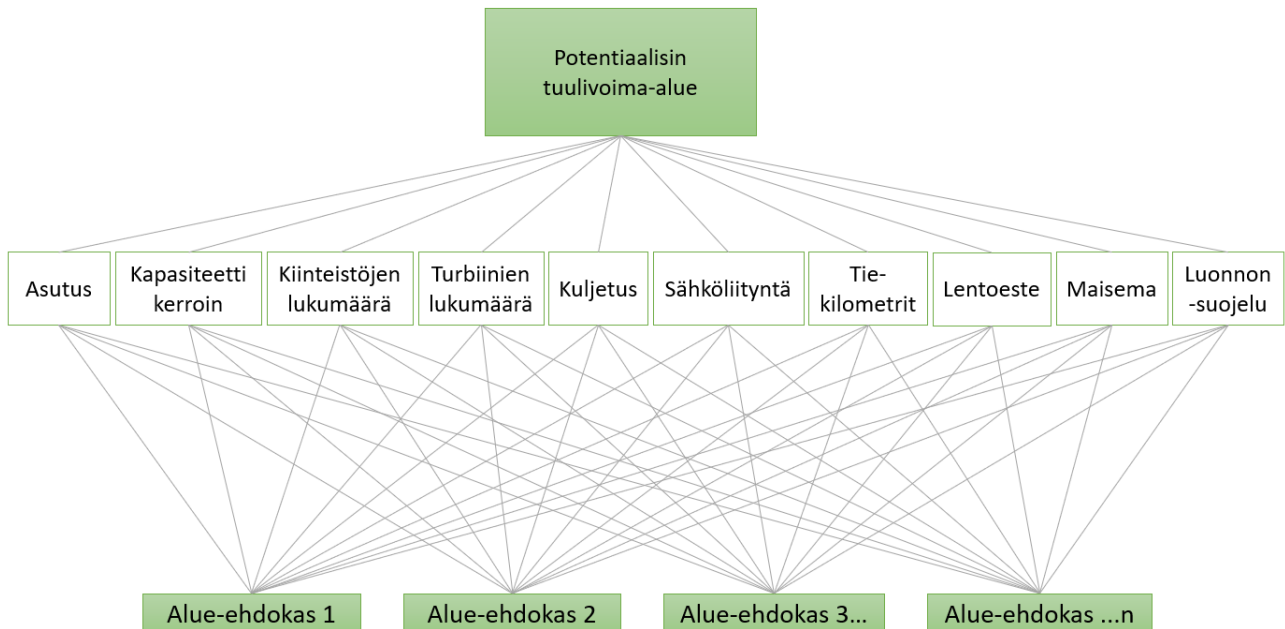 Potentiaalisin
tuulivoima-alue
Asutus
Kapasiteetti
kerroin
Kiinteistöjen
lukumäärä
Turbiinien
lukumäärä
Kuljetus
Sähköliityntä
Tie-
kilometrit
Lentoeste
Maisema
Luonnon
-suojelu
Alue-ehdokas 1
Alue-ehdokas 2
Alue-ehdokas 3...
Alue-ehdokas ...n